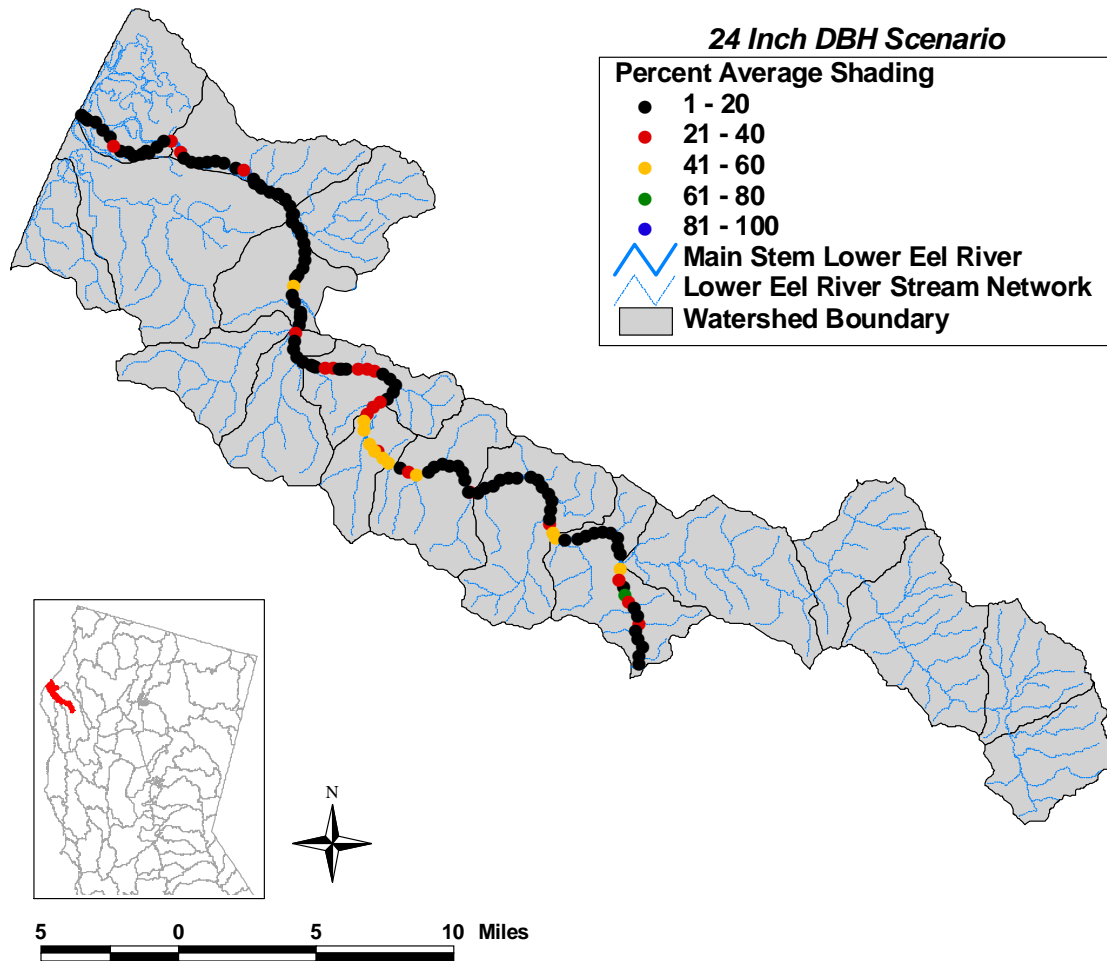 24 Inch DBH Scenario
Percent Average Shading
1 - 20
21 - 40
41 - 60
61 - 80
81 - 100
Main Stem Lower Eel River
Lower Eel River Stream Network
Watershed Boundary
N
5 0 5 10 Miles